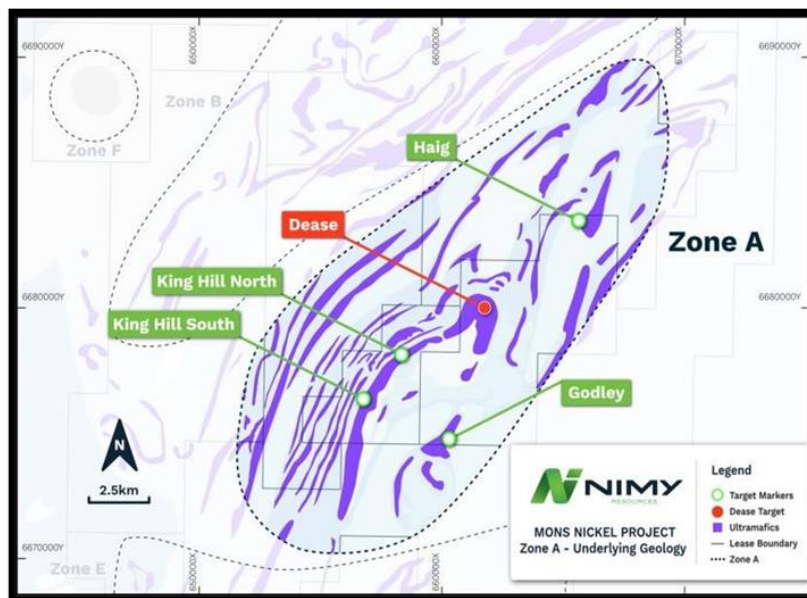 650000X
660000X
670000X
6690000Y
6690000Y
Zone B
Zone F
Haig
Dease
Zone A
King Hill North
King Hill South
6680000Y
6680000Y
Godley
N
2.5km
NIMY
RESOURCES
MONS NICKEL PROJECT
Zone A - Underlying Geology
Legend
Target Markers
Dease Target
Ultramafics
Lease Boundary
Zone A
6670000Y
Zone E
650000X
660000X